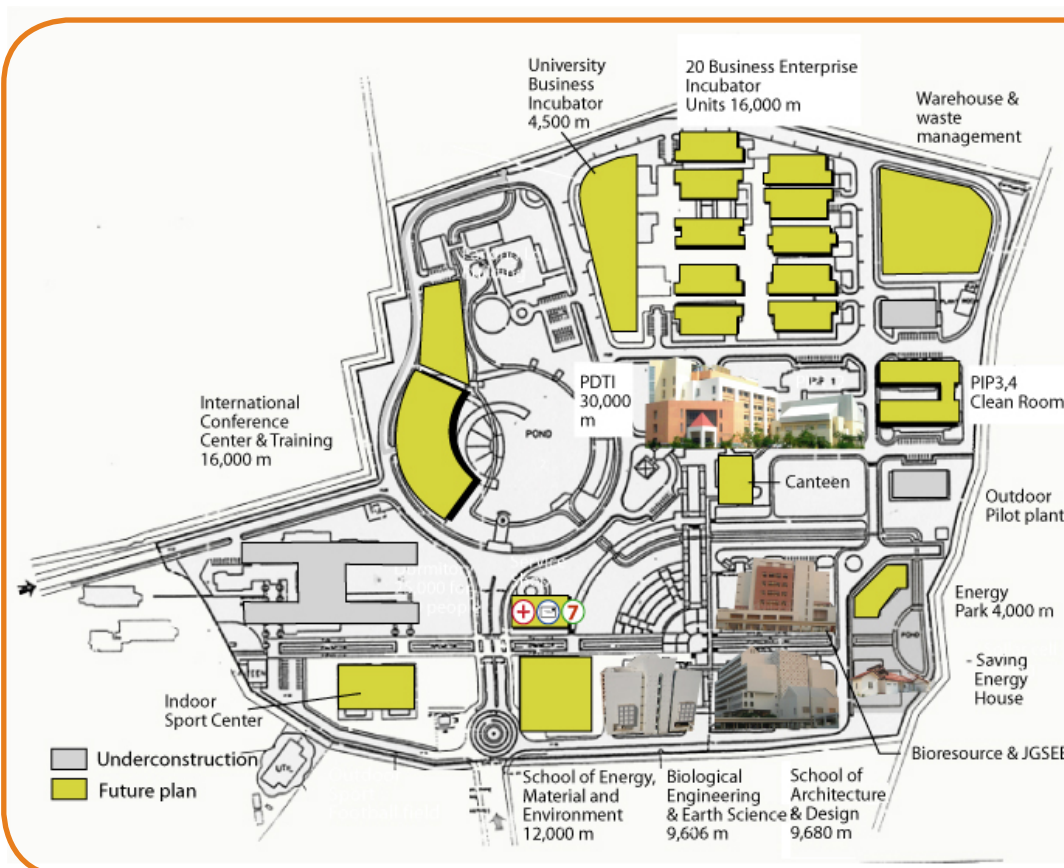 University
Business
Incubator
4,500 m
20 Business Enterprise
Incubator
Units 16,000 m
Warehouse &
waste
management
PDTI
30,000
m
PIP 1
PIP3,4
Clean Room
International
Conference
Center & Training
16,000 m
POND
Canteen
Outdoor
Pilot plant
Dormitory
people
Service
7
Energy
Park 4,000 m
POND
- Saving
Energy
House
Indoor
Sport Center
Bioresource & JGSEE
Underconstruction
Future plan
School of Energy,
Material and
Environment
12,000 m
Biological
Engineering
& Earth Science
9,606 m
School of
Architecture
& Design
9,680 m